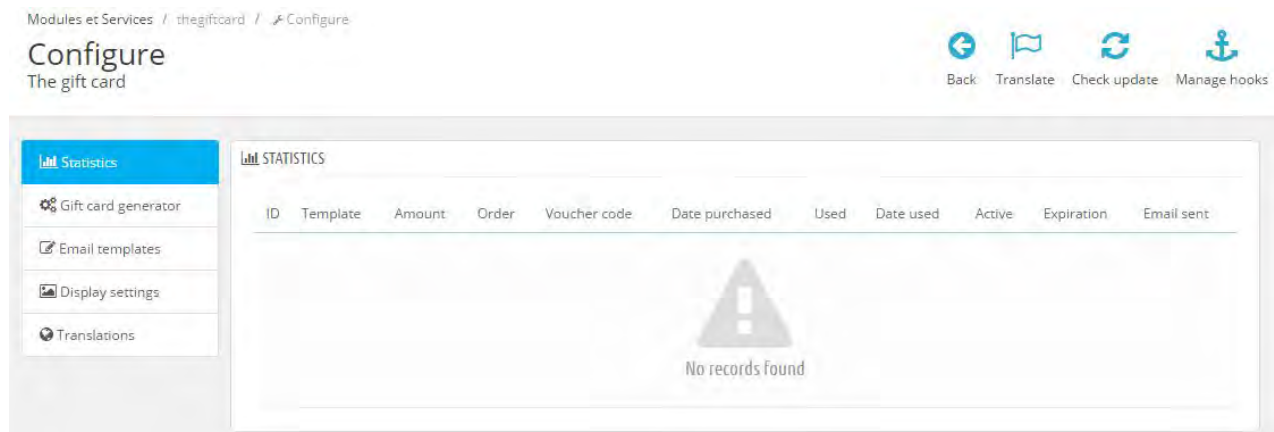 Modules et Services / thegiftcard / Configure
Configure
The gift card
Back Translate Check update Manage hooks
Statistics
Gift card generator
Email templates
Display settings
Translations
STATISTICS
ID Template Amount Order Voucher code Date purchased Used Date used Active Expiration Email sent
No records found